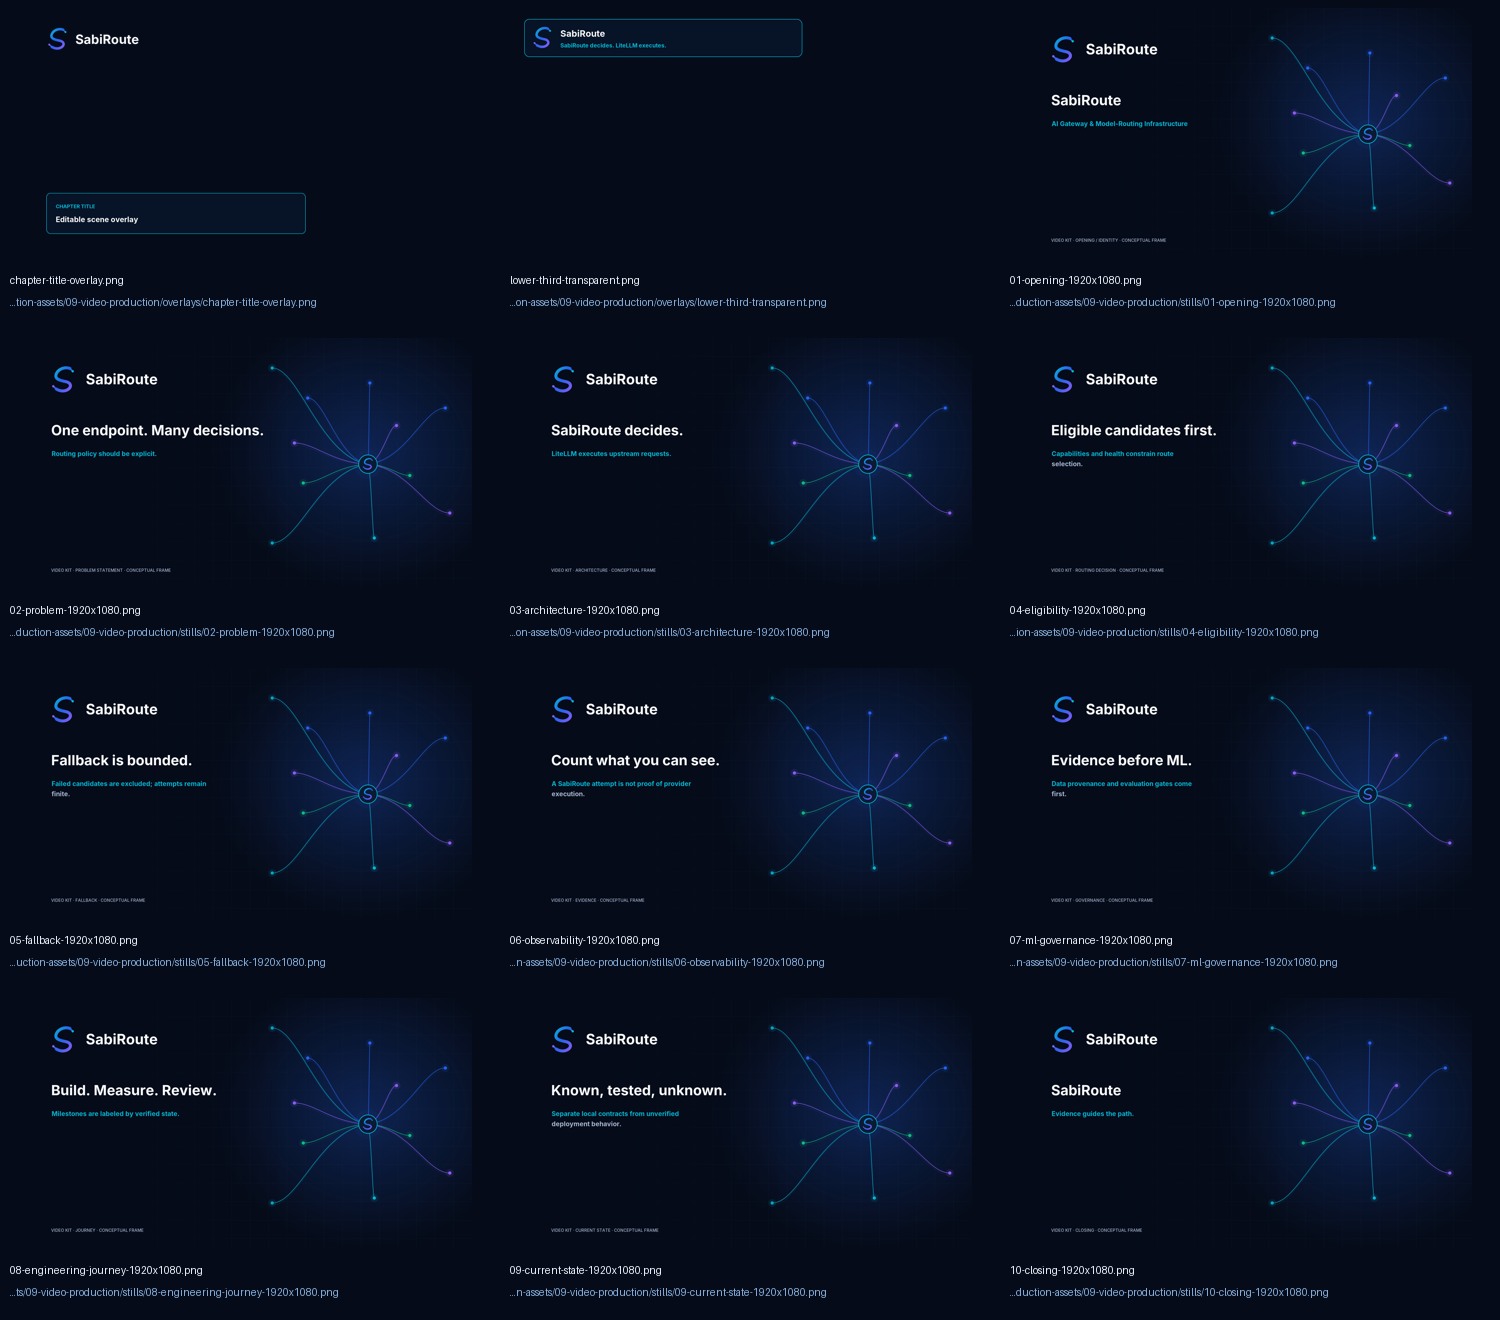 SabiRoute
CHAPTER TITLE
Editable scene overlay
chapter-title-overlay.png
...tion-assets/09-video-production/overlays/chapter-title-overlay.png
SabiRoute
SabiRoute decides. LiteLLM executes.
lower-third-transparent.png
...on-assets/09-video-production/overlays/lower-third-transparent.png
SabiRoute
SabiRoute
AI Gateway & Model-Routing Infrastructure
VIDEO KIT · OPENING / IDENTITY · CONCEPTUAL FRAME
01-opening-1920x1080.png
...duction-assets/09-video-production/stills/01-opening-1920x1080.png
SabiRoute
One endpoint. Many decisions.
Routing policy should be explicit.
VIDEO KIT · PROBLEM STATEMENT · CONCEPTUAL FRAME
02-problem-1920x1080.png
...duction-assets/09-video-production/stills/02-problem-1920x1080.png
SabiRoute
SabiRoute decides.
LiteLLM executes upstream requests.
VIDEO KIT · ARCHITECTURE · CONCEPTUAL FRAME
03-architecture-1920x1080.png
...on-assets/09-video-production/stills/03-architecture-1920x1080.png
SabiRoute
Eligible candidates first.
Capabilities and health constrain route
selection.
VIDEO KIT · ROUTING DECISION · CONCEPTUAL FRAME
04-eligibility-1920x1080.png
...ion-assets/09-video-production/stills/04-eligibility-1920x1080.png
SabiRoute
Fallback is bounded.
Failed candidates are excluded; attempts remain
finite.
VIDEO KIT · FALLBACK · CONCEPTUAL FRAME
05-fallback-1920x1080.png
...uction-assets/09-video-production/stills/05-fallback-1920x1080.png
SabiRoute
Count what you can see.
A SabiRoute attempt is not proof of provider
execution.
VIDEO KIT · EVIDENCE · CONCEPTUAL FRAME
06-observability-1920x1080.png
...n-assets/09-video-production/stills/06-observability-1920x1080.png
SabiRoute
Evidence before ML.
Data provenance and evaluation gates come
first.
VIDEO KIT · GOVERNANCE · CONCEPTUAL FRAME
07-ml-governance-1920x1080.png
...n-assets/09-video-production/stills/07-ml-governance-1920x1080.png
SabiRoute
Build. Measure. Review.
Milestones are labeled by verified state.
VIDEO KIT · JOURNEY · CONCEPTUAL FRAME
08-engineering-journey-1920x1080.png
...ts/09-video-production/stills/08-engineering-journey-1920x1080.png
SabiRoute
Known, tested, unknown.
Separate local contracts from unverified
deployment behavior.
VIDEO KIT · CURRENT STATE · CONCEPTUAL FRAME
09-current-state-1920x1080.png
...n-assets/09-video-production/stills/09-current-state-1920x1080.png
SabiRoute
SabiRoute
Evidence guides the path.
VIDEO KIT · CLOSING · CONCEPTUAL FRAME
10-closing-1920x1080.png
...duction-assets/09-video-production/stills/10-closing-1920x1080.png